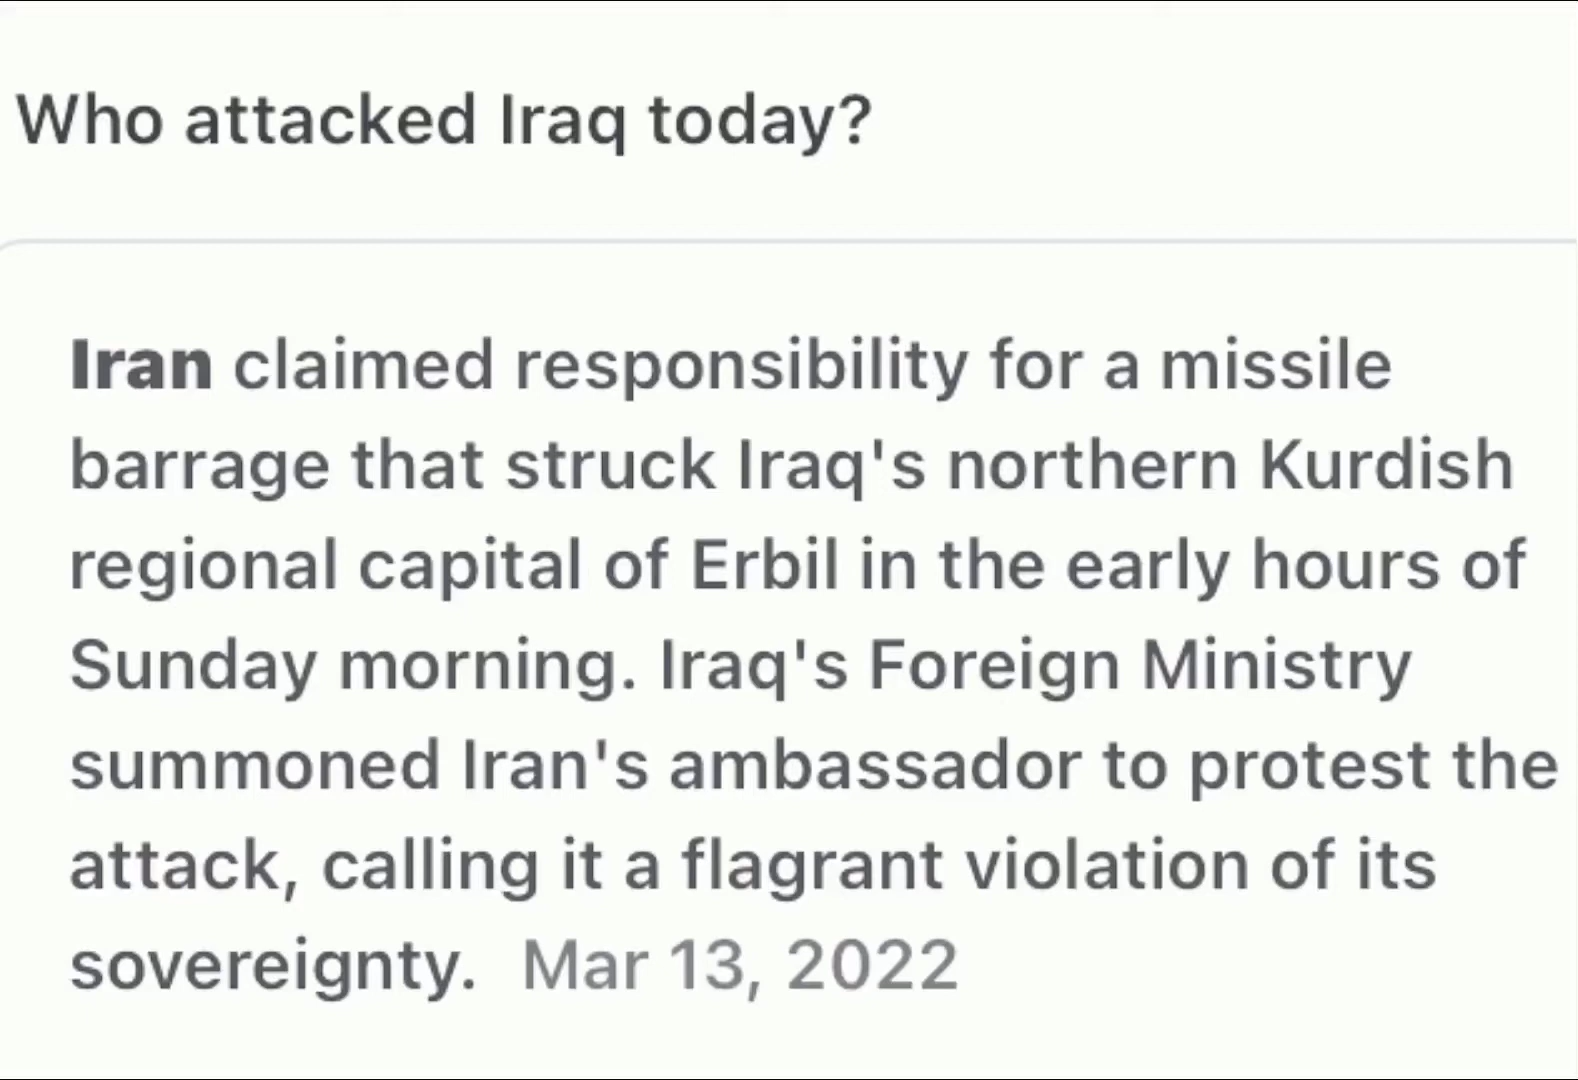 Who attacked Iraq today?
Iran claimed responsibility for a missile
barrage that struck Iraq's northern Kurdish
regional capital of Erbil in the early hours of
Sunday morning. Iraq's Foreign Ministry
summoned Iran's ambassador to protest the
attack, calling it a flagrant violation of its
sovereignty. Mar 13, 2022